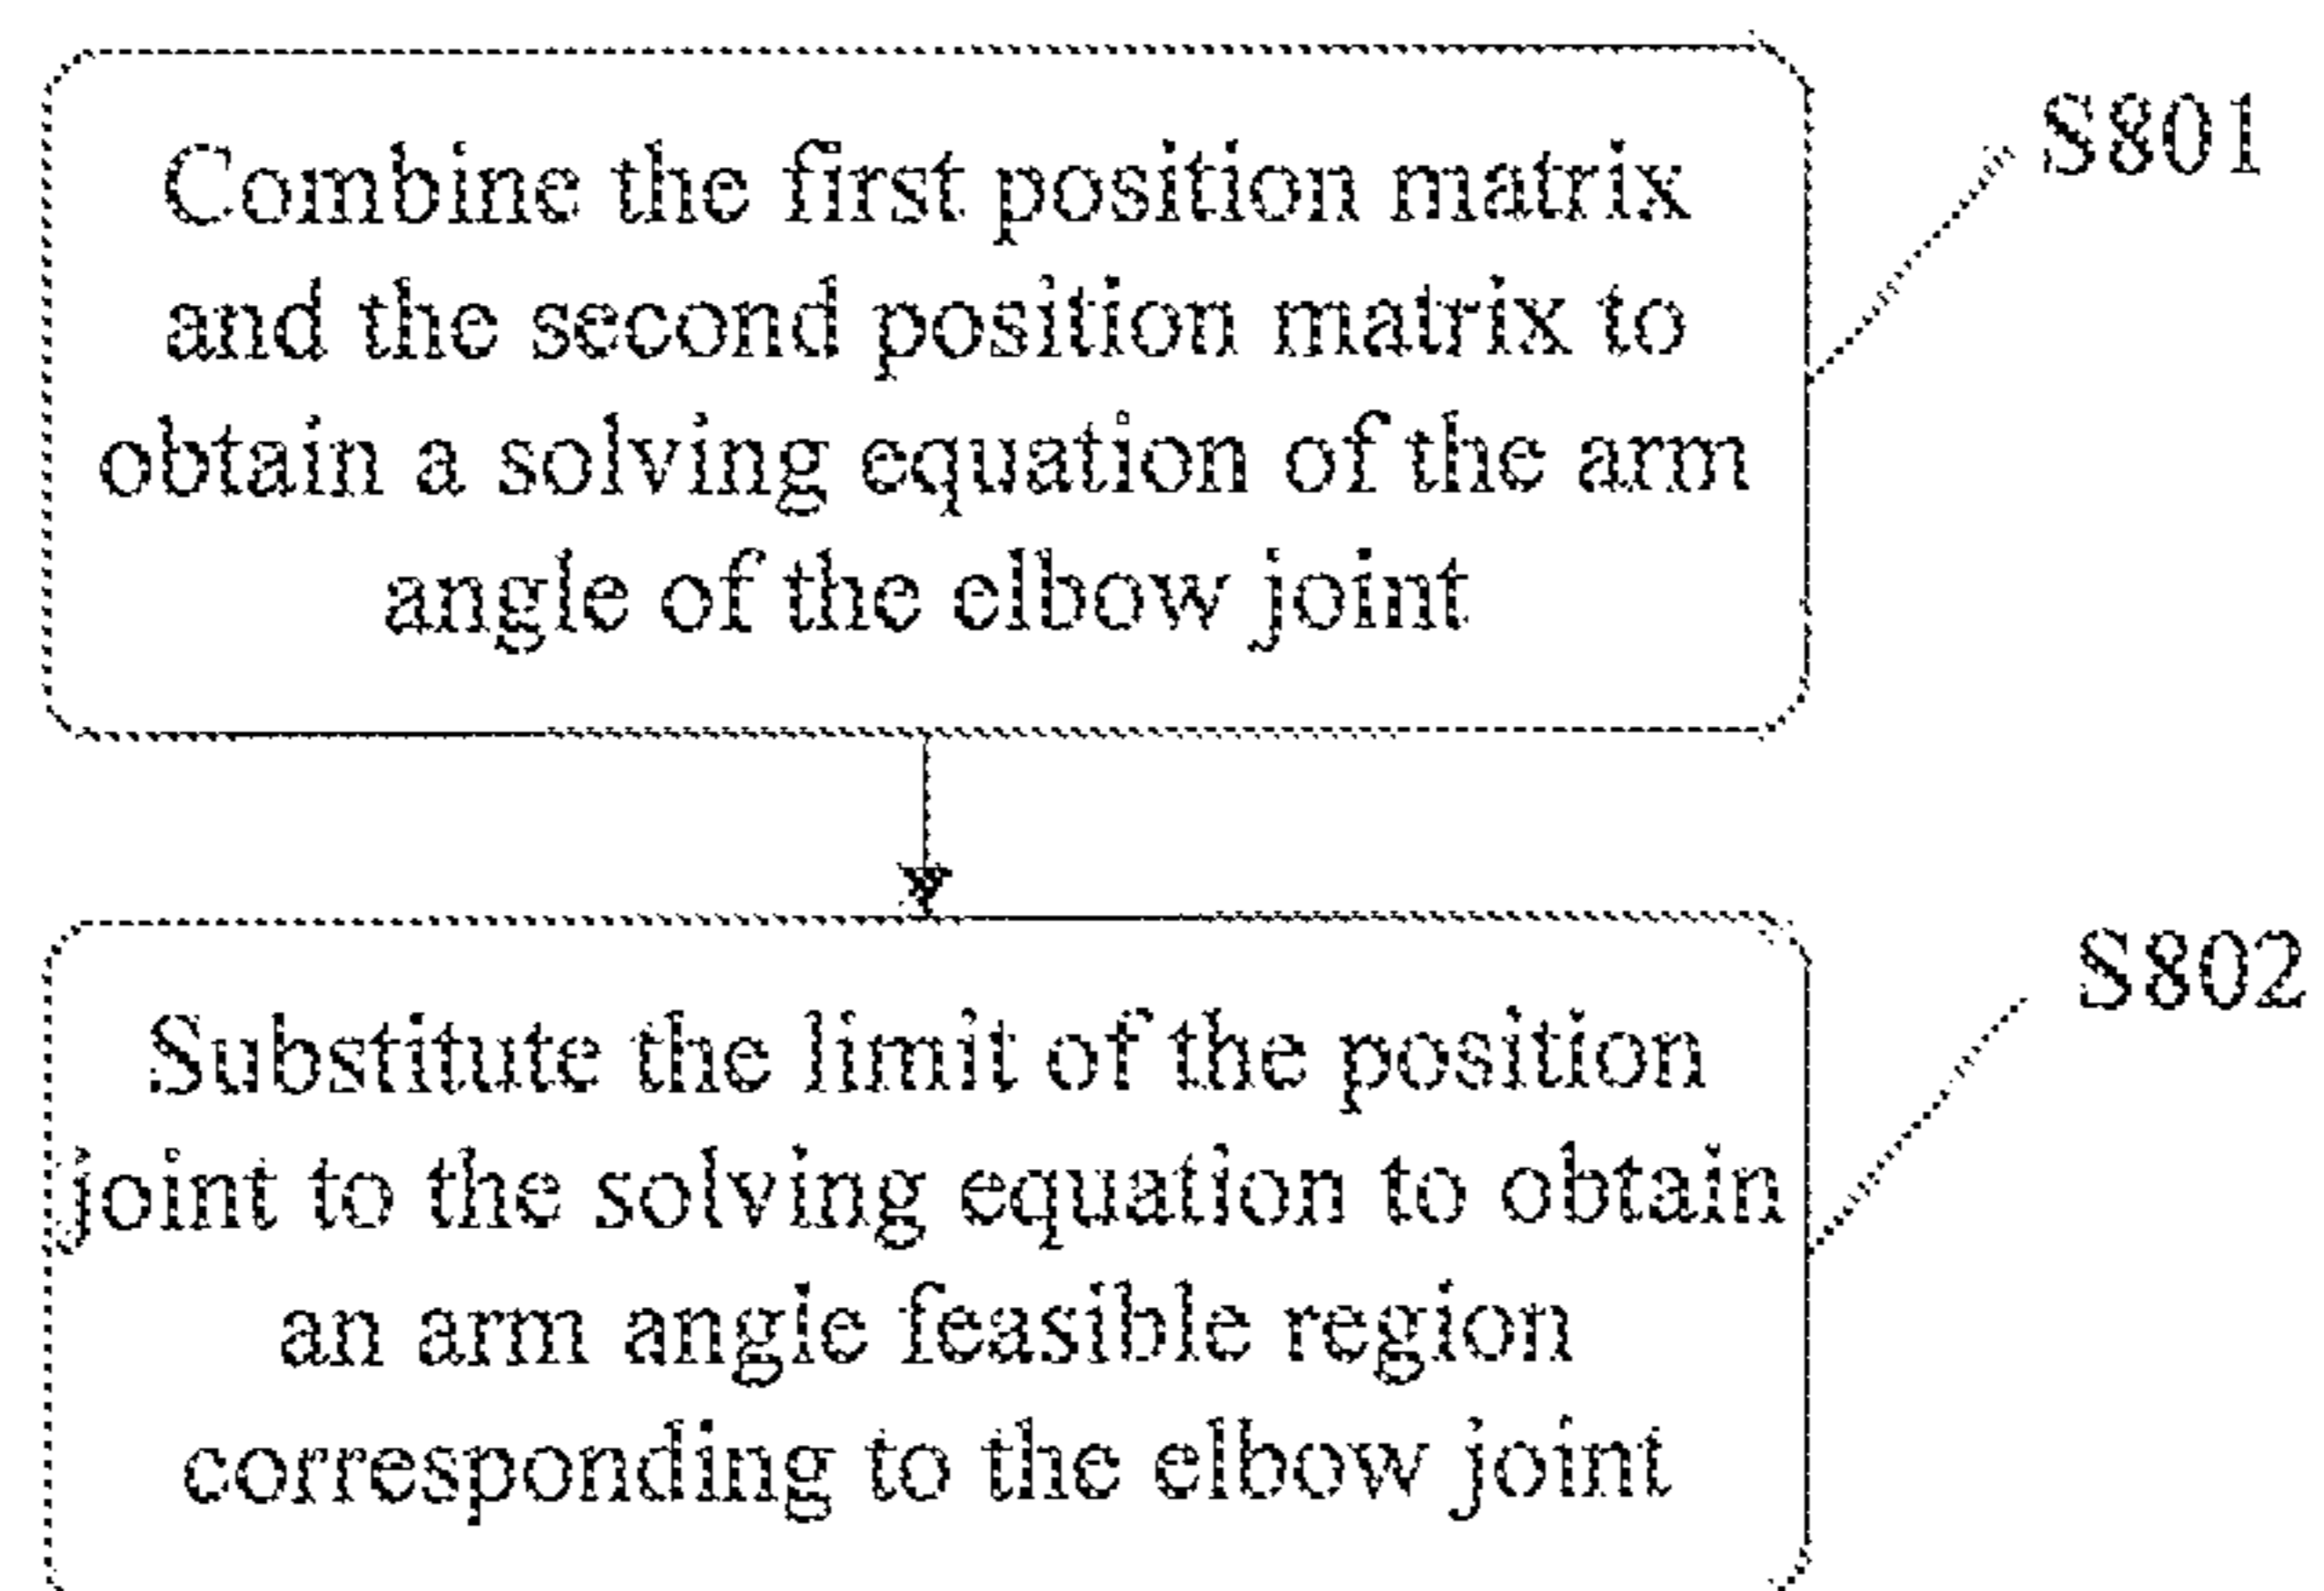 Combine the first position matrix
and the second position matrix to
obtain a solving equation of the arm
angle of the elbow joint
S801
Substitute the limit of the position
joint to the solving equation to obtain
an arm angle feasible region
corresponding to the elbow joint
S802